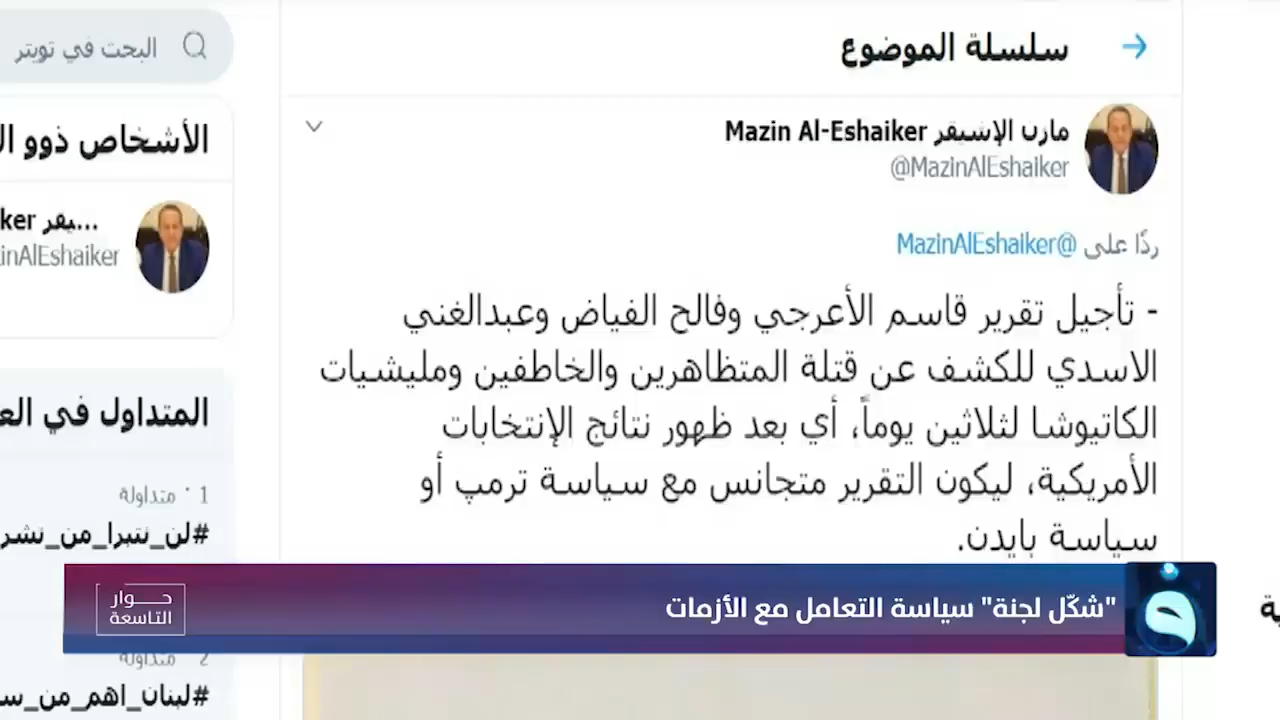 البحث في تويتر
سلسلة الموضوع
الأشخاص ذوو
مازن الإشيقر Mazin Al-Eshaiker
@MazinAlEshaiker
ردًا على @MazinAlEshaiker
- تأجيل تقرير قاسم الأعرجي وفالح الفياض وعبدالغني
الاسدي للكشف عن قتلة المتظاهرين والخاطفين ومليشيات
الكاتيوشا لثلاثين يوماً، أي بعد ظهور نتائج الإنتخابات
الأمريكية، ليكون التقرير متجانس مع سياسة ترمب أو
سياسة بايدن.
المتداول في
1 · متداولة
#لن_نتبرا_من_نشر
"شكّل لجنة" سياسة التعامل مع الأزمات
حوار
التاسعة
2 متداولة
#لبنان_اهم_من_س